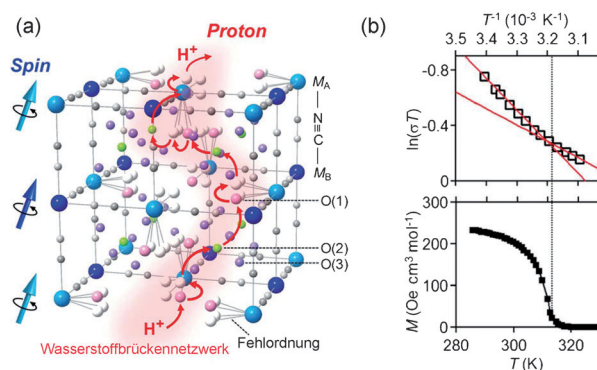 (a)
Proton
H⁺
Spin
M_A
N
C
M_B
O(1)
O(2)
O(3)
H⁺
Wasserstoffbrückennetzwerk
Fehlordnung
(b)
T⁻¹ (10⁻³ K⁻¹)
3.5 3.4 3.3 3.2 3.1
ln(σT)
-0.8
-0.4
M (Oe cm³ mol⁻¹)
300
200
100
0
280 300 320
T (K)